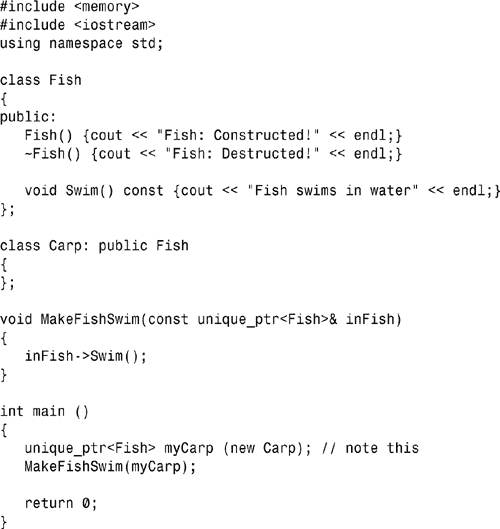 #include <memory>
#include <iostream>
using namespace std;

class Fish
{
public:
   Fish() {cout << "Fish: Constructed!" << endl;}
   ~Fish() {cout << "Fish: Destructed!" << endl;}

   void Swim() const {cout << "Fish swims in water" << endl;}
};

class Carp: public Fish
{
};

void MakeFishSwim(const unique_ptr<Fish>& inFish)
{
   inFish->Swim();
}

int main ()
{
   unique_ptr<Fish> myCarp (new Carp); // note this
   MakeFishSwim(myCarp);

   return 0;
}